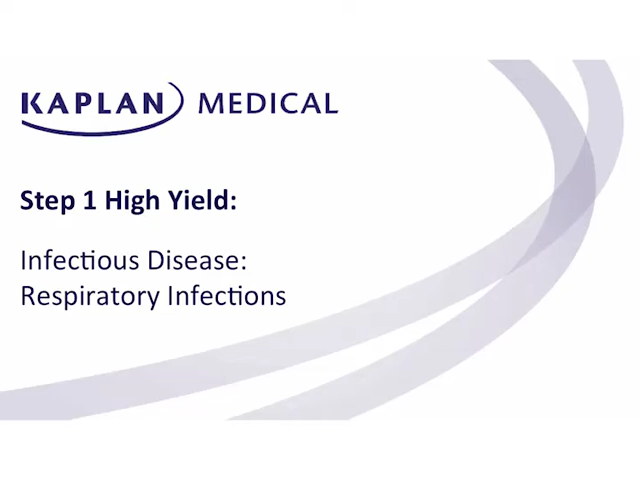 KAPLAN MEDICAL
Step 1 High Yield:
Infectious Disease:
Respiratory Infections